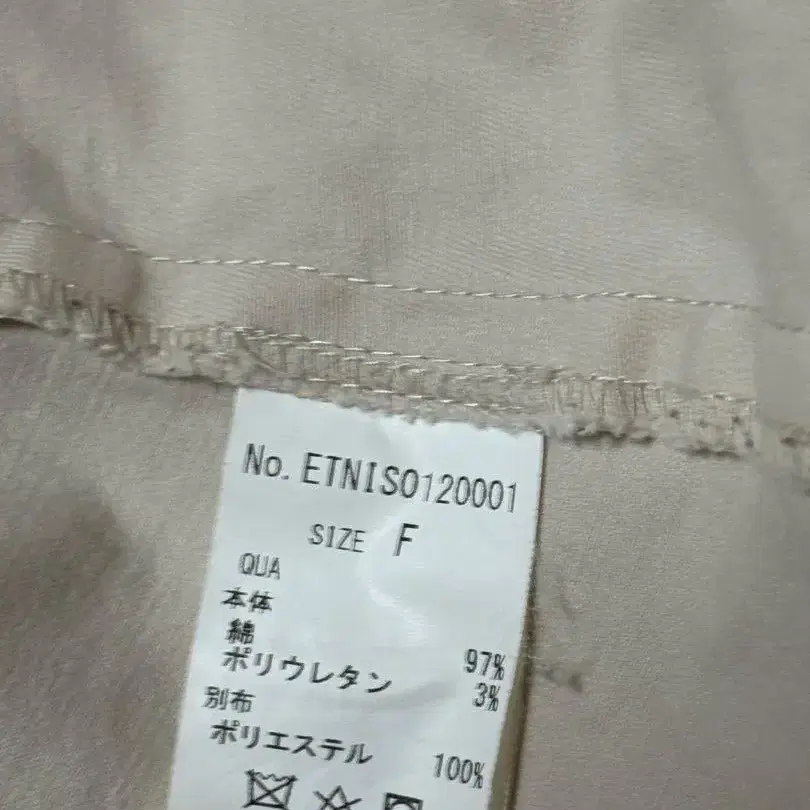 No. ETNISO120001
SIZE F
QUA
本体
綿 97%
ポリウレタン 3%
別布
ポリエステル 100%